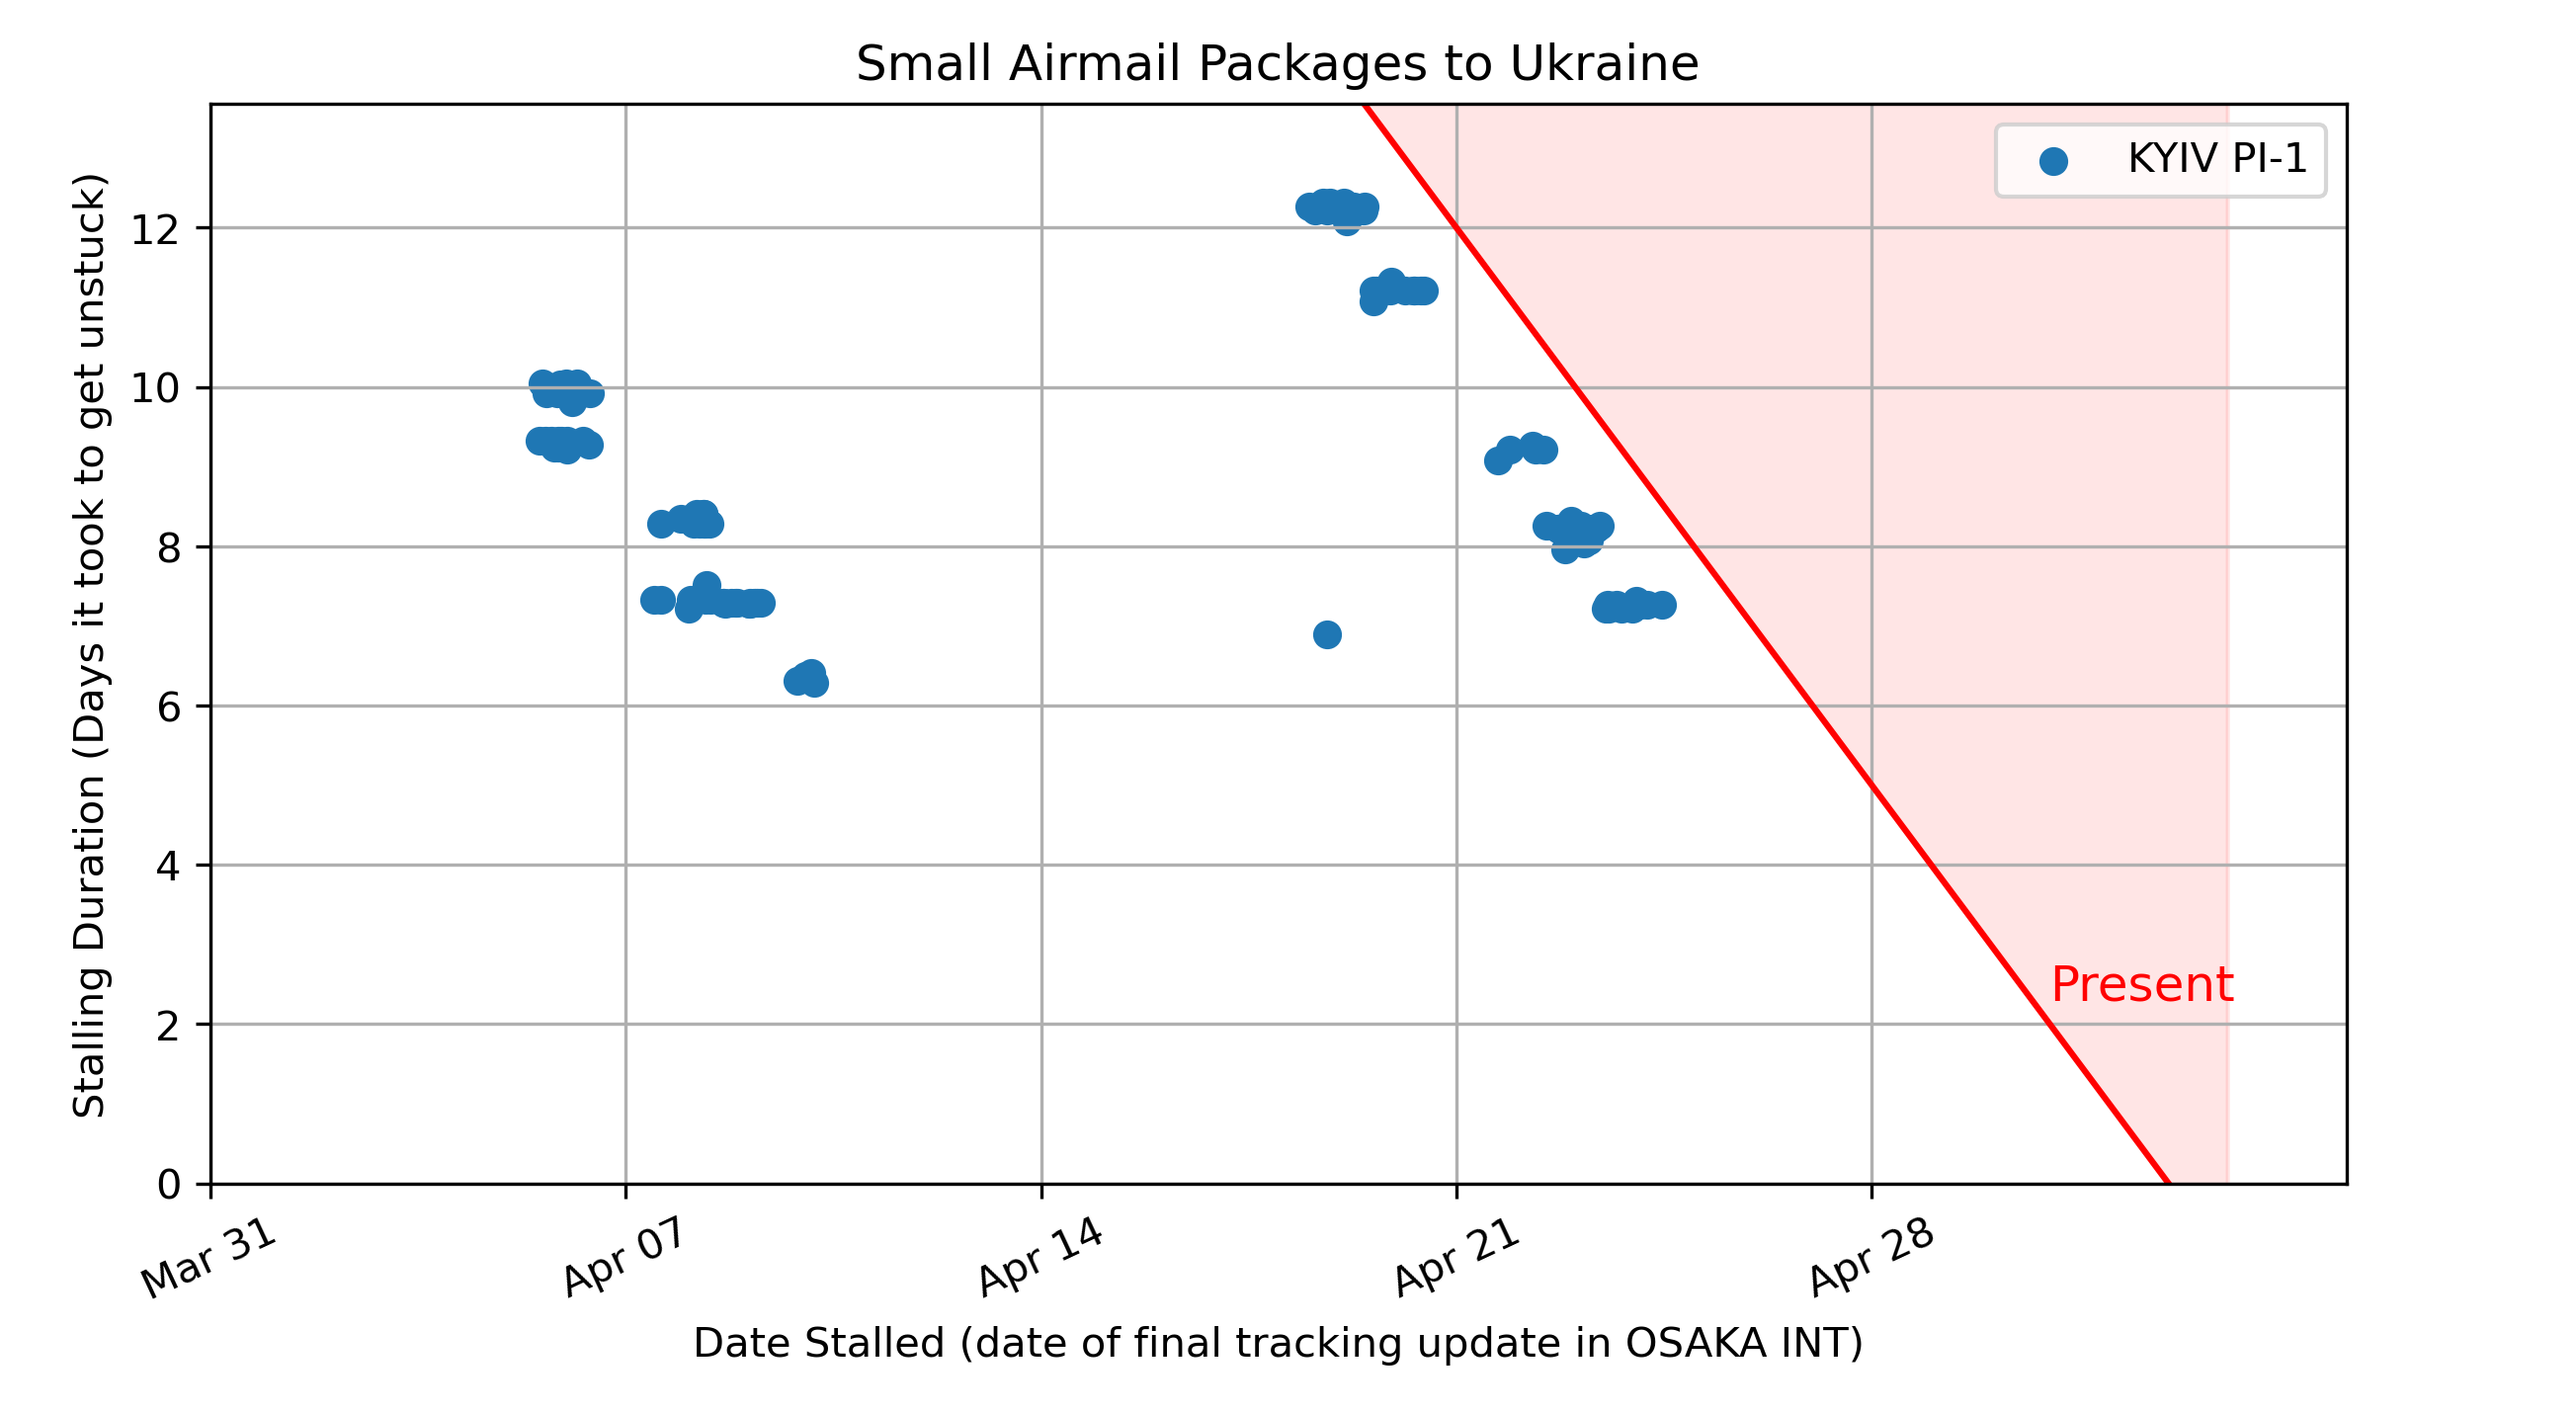 Small Airmail Packages to Ukraine
KYIV PI-1
Stalling Duration (Days it took to get unstuck)
12
10
8
6
4
2
0
Present
Mar 31
Apr 07
Apr 14
Apr 21
Apr 28
Date Stalled (date of final tracking update in OSAKA INT)